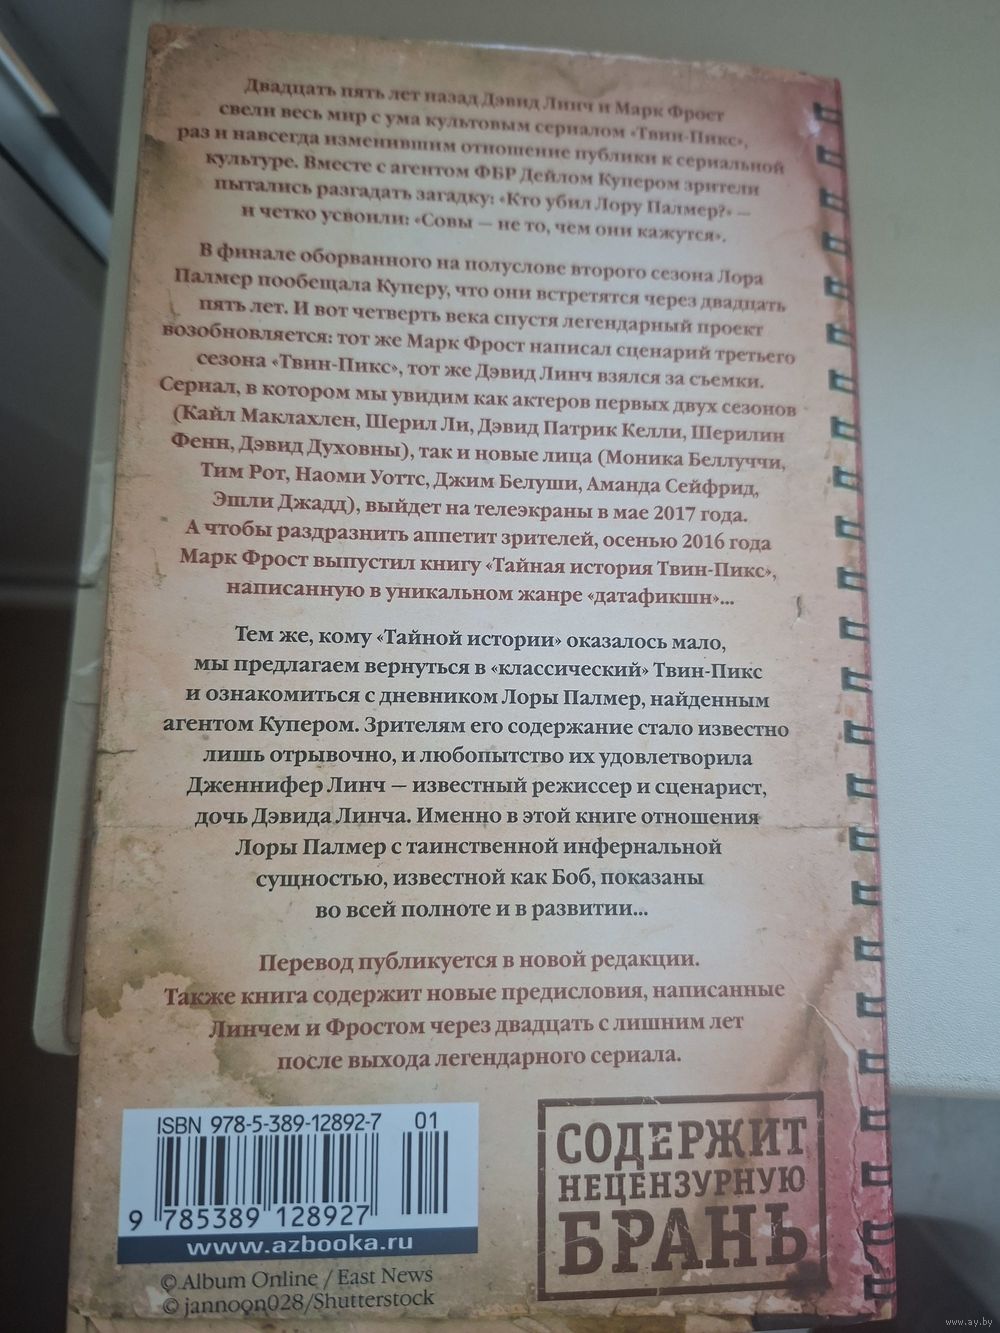 Двадцать пять лет назад Дэвид Линч и Марк Фрост
свели весь мир с ума культовым сериалом «Твин-Пикс»,
раз и навсегда изменившим отношение публики к сериальной
культуре. Вместе с агентом ФБР Дейлом Купером зрители
пытались разгадать загадку: «Кто убил Лору Палмер?» —
и четко усвоили: «Совы — не то, чем они кажутся».
В финале оборванного на полуслове второго сезона Лора
Палмер пообещала Куперу, что они встретятся через двадцать
пять лет. И вот четверть века спустя легендарный проект
возобновляется: тот же Марк Фрост написал сценарий третьего
сезона «Твин-Пикс», тот же Дэвид Линч взялся за съемки.
Сериал, в котором мы увидим как актеров первых двух сезонов
(Кайл Маклахлен, Шерил Ли, Дэвид Патрик Келли, Шерилин
Фенн, Дэвид Духовны), так и новые лица (Моника Беллуччи,
Тим Рот, Наоми Уоттс, Джим Белуши, Аманда Сейфрид,
Эшли Джадд), выйдет на телеэкраны в мае 2017 года.
А чтобы раздразнить аппетит зрителей, осенью 2016 года
Марк Фрост выпустил книгу «Тайная история Твин-Пикс»,
написанную в уникальном жанре «датафикшн»...
Тем же, кому «Тайной истории» оказалось мало,
мы предлагаем вернуться в «классический» Твин-Пикс
и ознакомиться с дневником Лоры Палмер, найденным
агентом Купером. Зрителям его содержание стало известно
лишь отрывочно, и любопытство их удовлетворила
Дженнифер Линч — известный режиссер и сценарист,
дочь Дэвида Линча. Именно в этой книге отношения
Лоры Палмер с таинственной инфернальной
сущностью, известной как Боб, показаны
во всей полноте и в развитии...
Перевод публикуется в новой редакции.
Также книга содержит новые предисловия, написанные
Линчем и Фростом через двадцать с лишним лет
после выхода легендарного сериала.
ISBN 978-5-389-12892-7 01
9 785389 128927
www.azbooka.ru
© Album Online / East News
© jannoon028/Shutterstock
СОДЕРЖИТ
НЕЦЕНЗУРНУЮ
БРАНЬ
www.ay.by